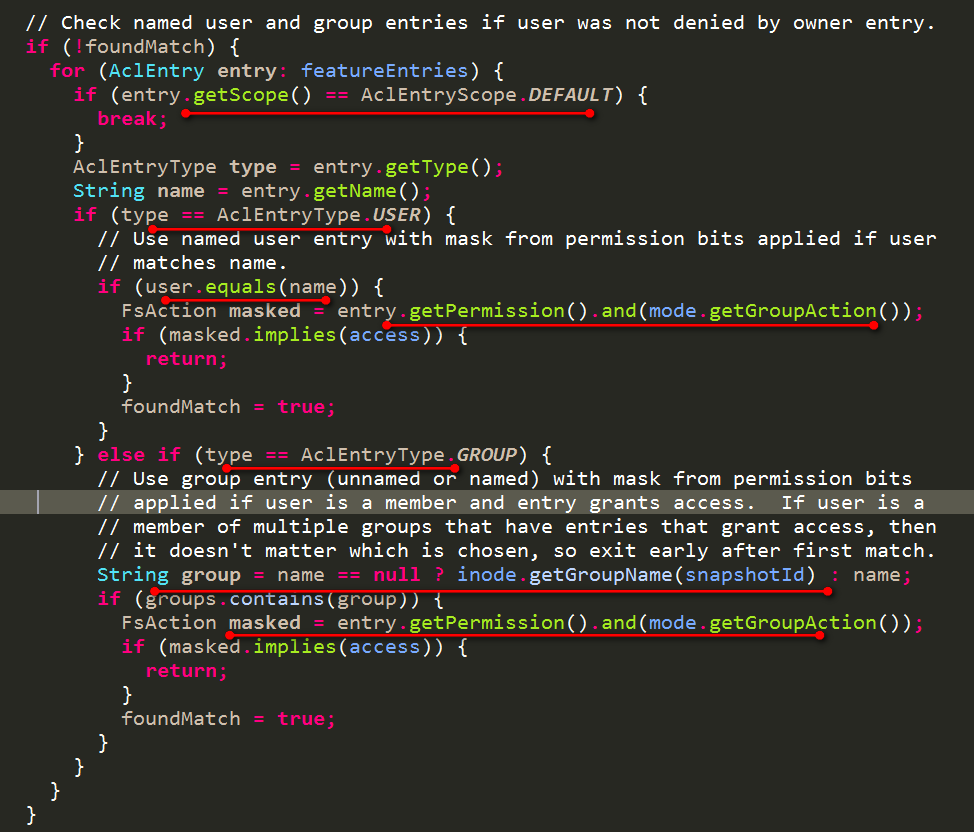 // Check named user and group entries if user was not denied by owner entry.
if (!foundMatch) {
  for (AclEntry entry: featureEntries) {
    if (entry.getScope() == AclEntryScope.DEFAULT) {
      break;
    }
    AclEntryType type = entry.getType();
    String name = entry.getName();
    if (type == AclEntryType.USER) {
      // Use named user entry with mask from permission bits applied if user
      // matches name.
      if (user.equals(name)) {
        FsAction masked = entry.getPermission().and(mode.getGroupAction());
        if (masked.implies(access)) {
          return;
        }
        foundMatch = true;
      }
    } else if (type == AclEntryType.GROUP) {
      // Use group entry (unnamed or named) with mask from permission bits
      // applied if user is a member and entry grants access.  If user is a
      // member of multiple groups that have entries that grant access, then
      // it doesn't matter which is chosen, so exit early after first match.
      String group = name == null ? inode.getGroupName(snapshotId) : name;
      if (groups.contains(group)) {
        FsAction masked = entry.getPermission().and(mode.getGroupAction());
        if (masked.implies(access)) {
          return;
        }
        foundMatch = true;
      }
    }
  }
}